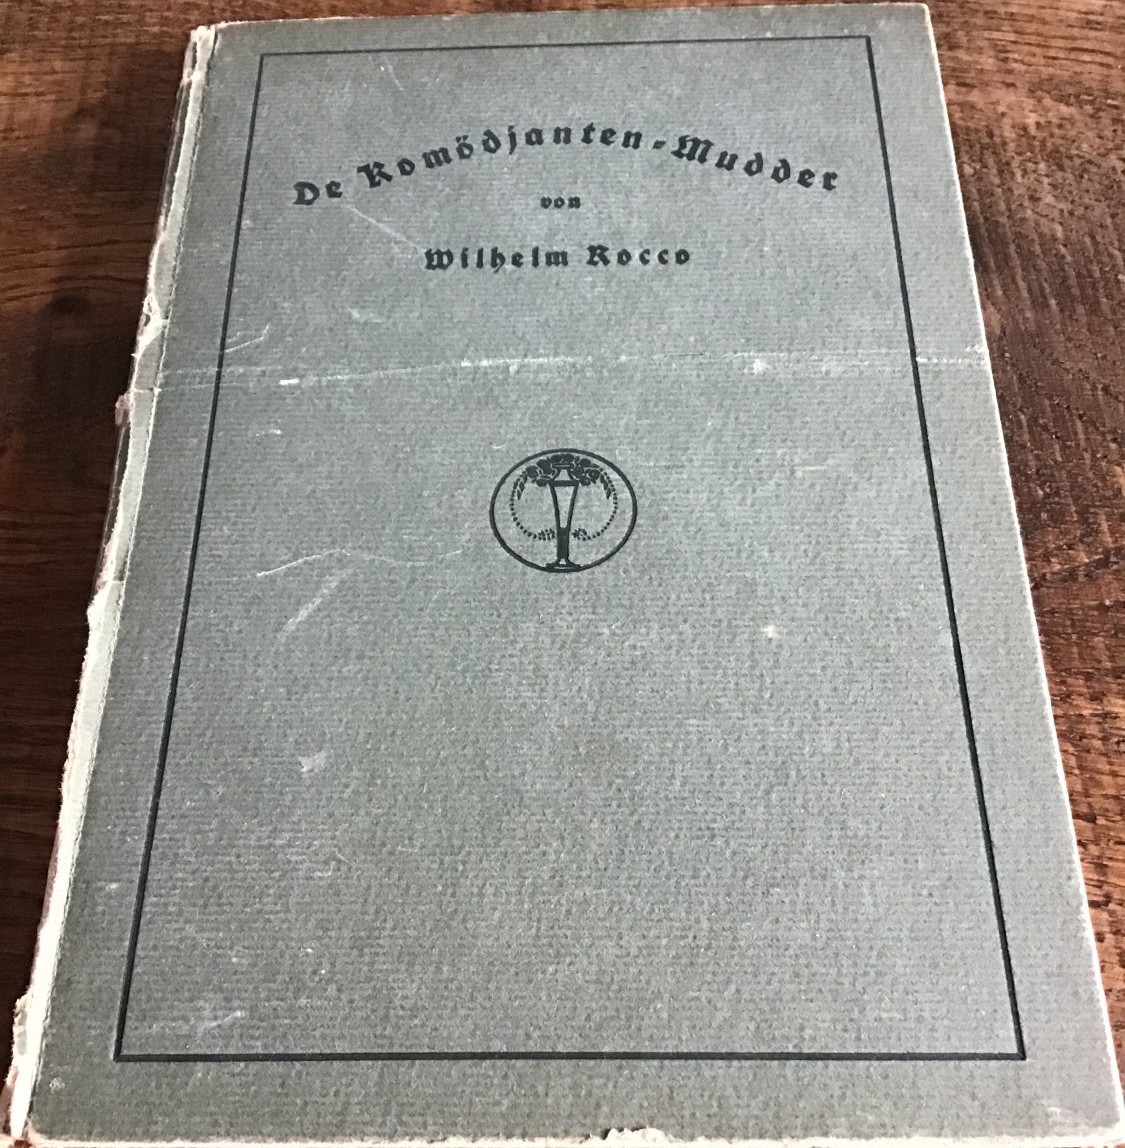 De Komödjanten-Mudder
von
Wilhelm Rocco